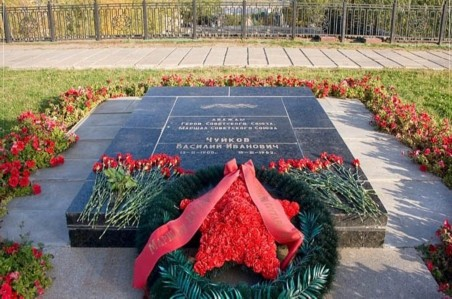 ДВАЖДЫ
ГЕРОЙ СОВЕТСКОГО СОЮЗА,
МАРШАЛ СОВЕТСКОГО СОЮЗА
ЧУЙКОВ
ВАСИЛИЙ ИВАНОВИЧ